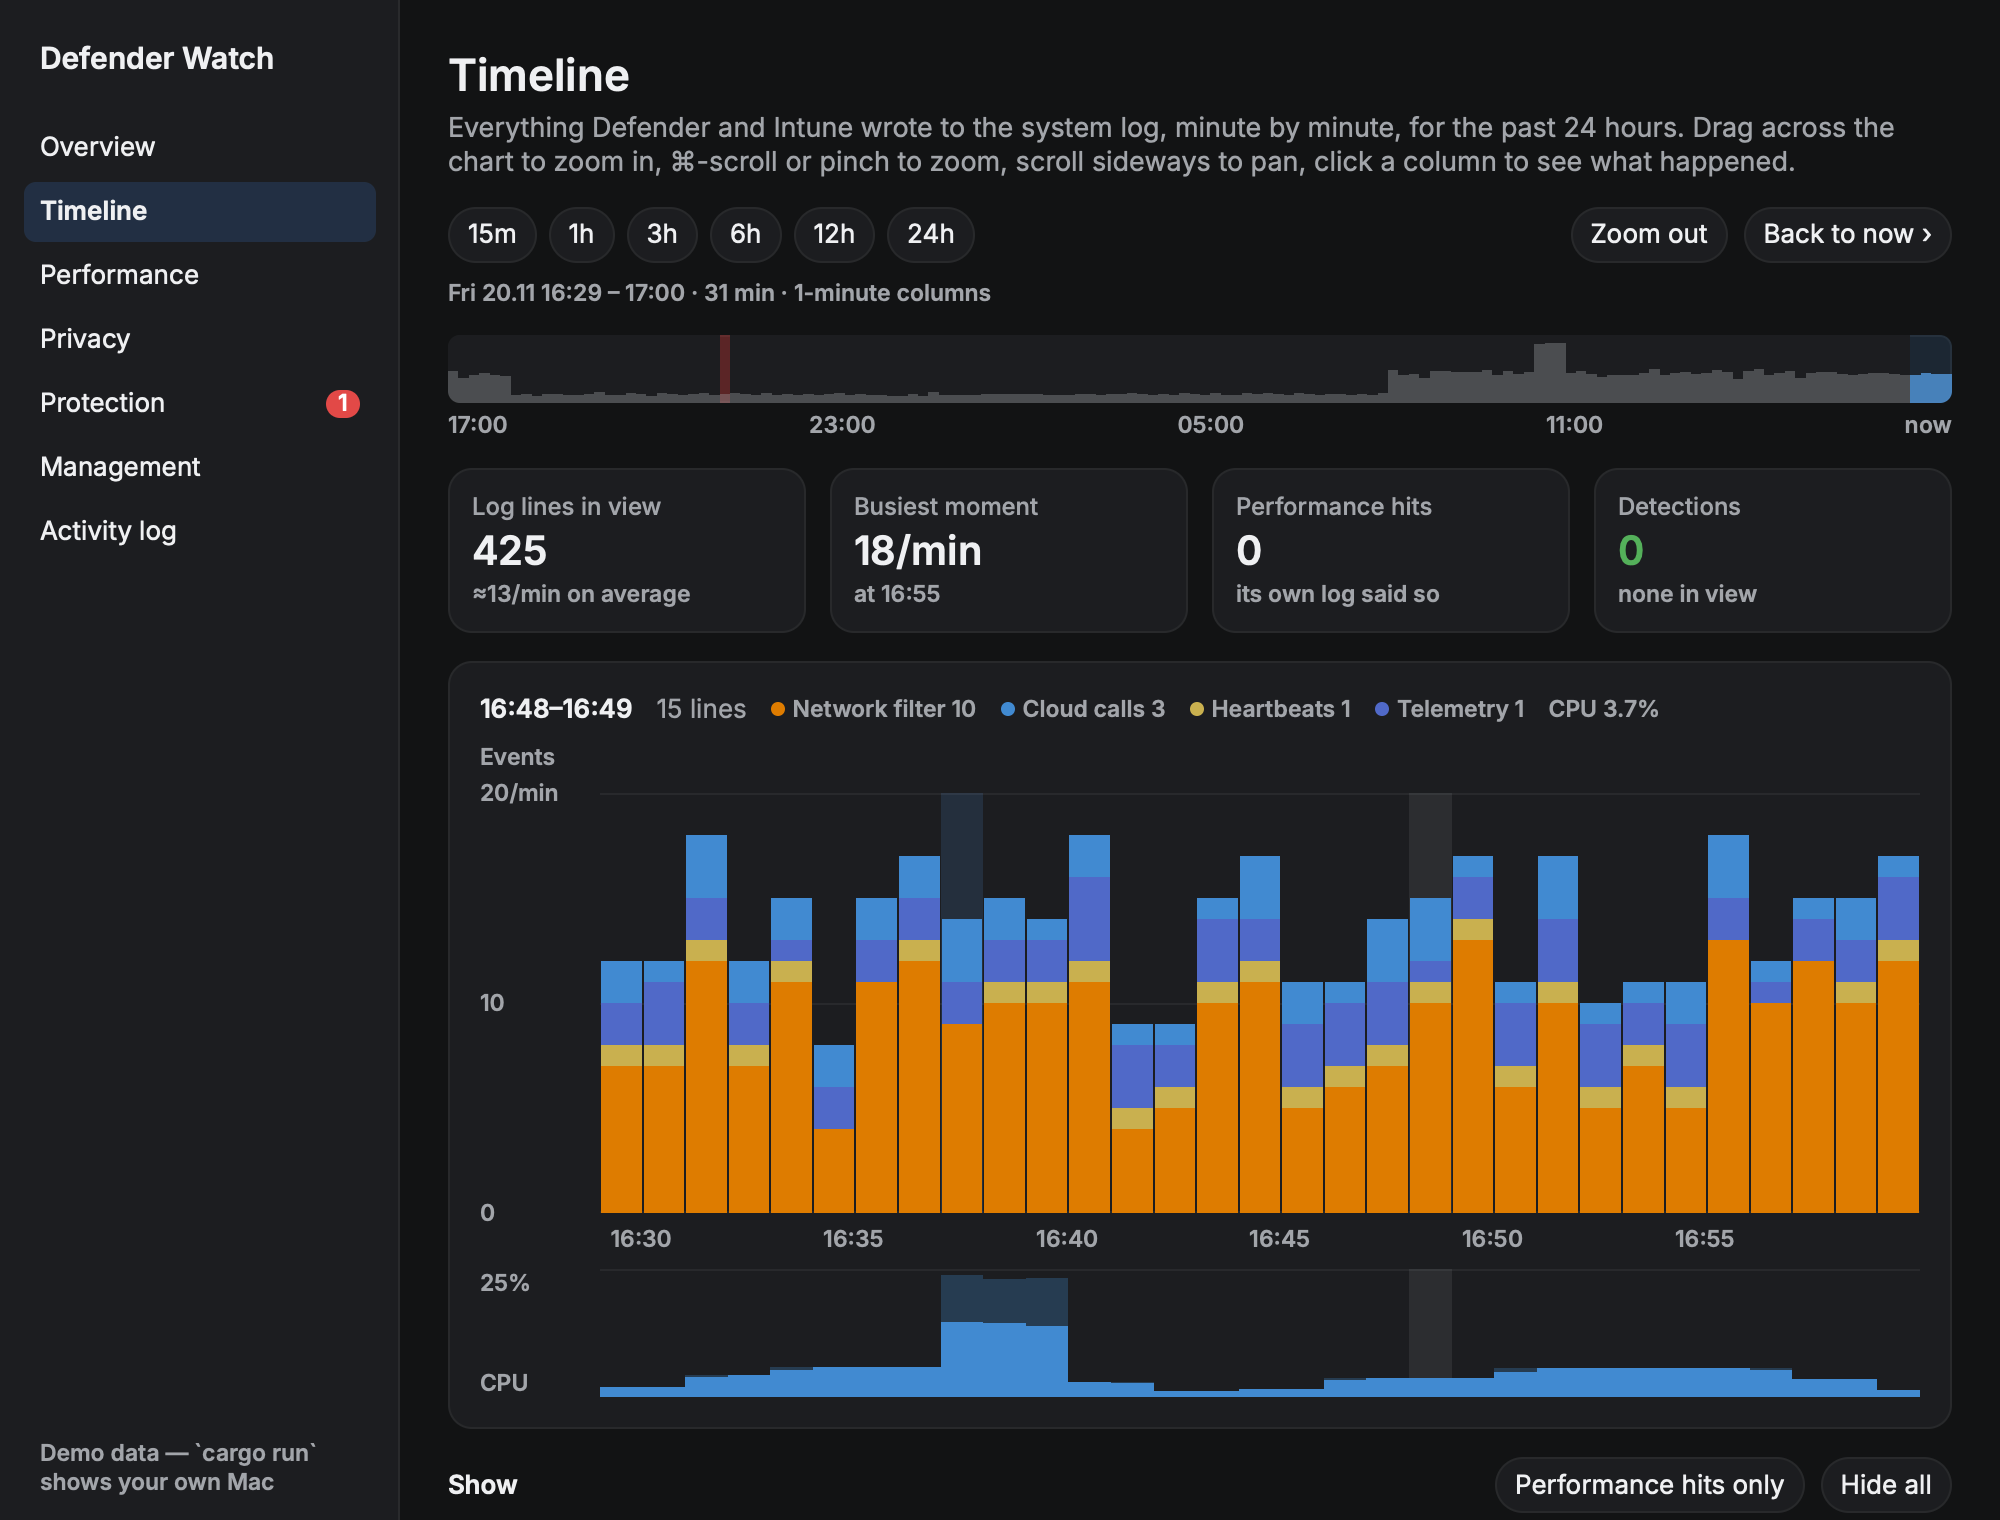 Defender Watch
Overview
Timeline
Performance
Privacy
Protection 1
Management
Activity log
Demo data — `cargo run`
shows your own Mac
Timeline
Everything Defender and Intune wrote to the system log, minute by minute, for the past 24 hours. Drag across the
chart to zoom in, ⌘-scroll or pinch to zoom, scroll sideways to pan, click a column to see what happened.
15m 1h 3h 6h 12h 24h Zoom out Back to now ›
Fri 20.11 16:29 – 17:00 · 31 min · 1-minute columns
17:00 23:00 05:00 11:00 now
Log lines in view
425
≈13/min on average
Busiest moment
18/min
at 16:55
Performance hits
0
its own log said so
Detections
0
none in view
16:48–16:49 15 lines Network filter 10 Cloud calls 3 Heartbeats 1 Telemetry 1 CPU 3.7%
Events
20/min
10
0
16:30 16:35 16:40 16:45 16:50 16:55
25%
CPU
Show Performance hits only Hide all